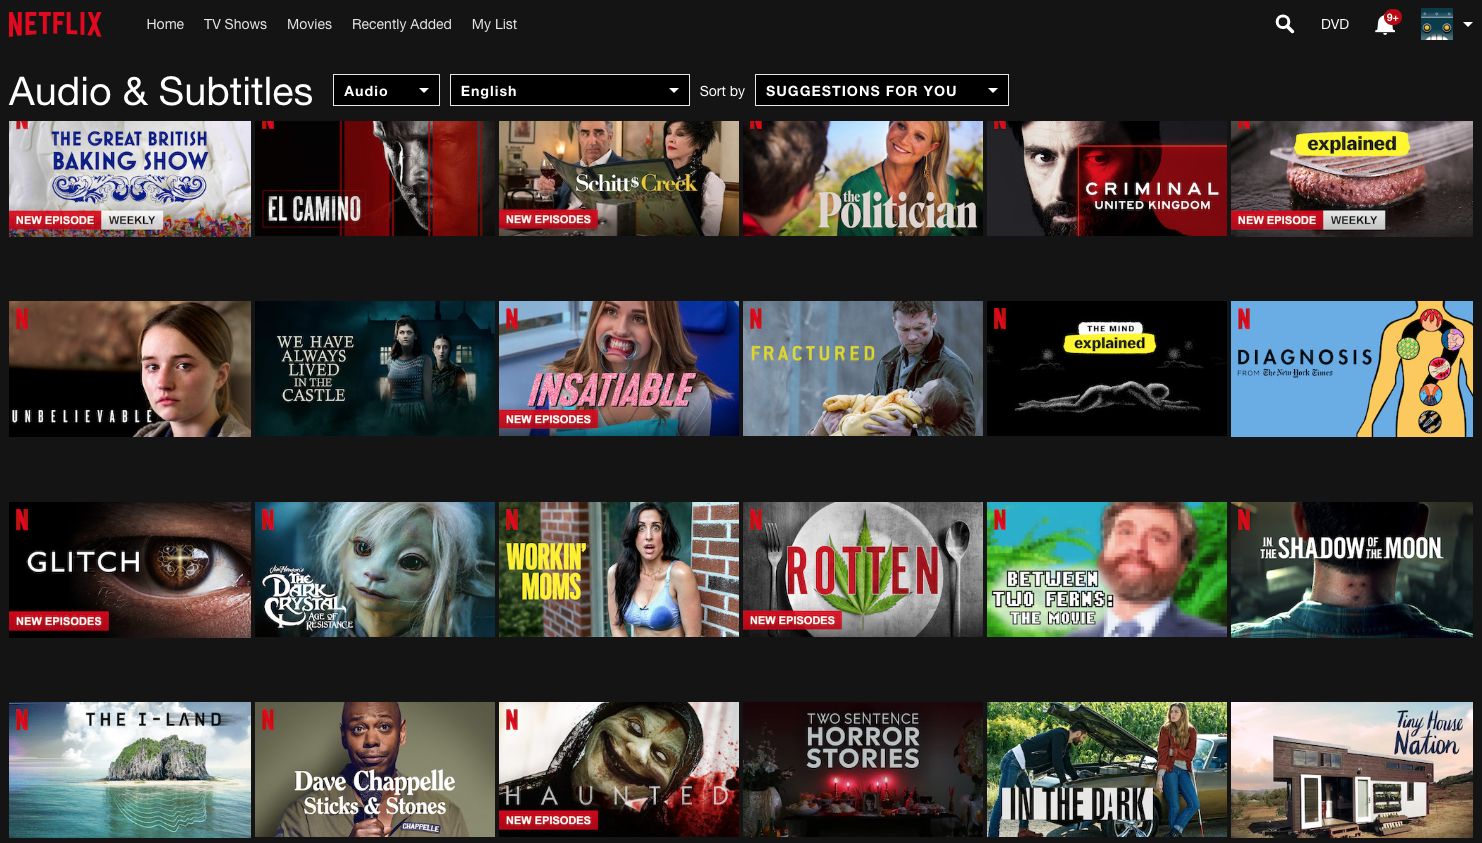 NETFLIX
Home TV Shows Movies Recently Added My List
DVD 9+
Audio & Subtitles
Audio
English
Sort by
SUGGESTIONS FOR YOU
THE GREAT BRITISH
BAKING SHOW
NEW EPISODE WEEKLY
EL CAMINO
Schitt$ Creek
NEW EPISODES
the
Politician
CRIMINAL
UNITED KINGDOM
explained
NEW EPISODE WEEKLY
N
UNBELIEVABLE
WE HAVE
ALWAYS
LIVED
IN THE
CASTLE
N
INSATIABLE
NEW EPISODES
N
FRACTURED
N
THE MIND
explained
N
DIAGNOSIS
FROM The New York Times
N
GLITCH
NEW EPISODES
N
Jim Henson's
THE
DARK
CRYSTAL
AGE OF
RESISTANCE
N
WORKIN'
MOMS
N
ROTTEN
NEW EPISODES
N
BETWEEN
TWO FERNS:
THE MOVIE
N
IN THE SHADOW OF THE MOON
N
THE I-LAND
N
Dave Chappelle
Sticks & Stones
CHAPPELLE
N
HAUNTED
NEW EPISODES
TWO SENTENCE
HORROR
STORIES
IN THE DARK
Tiny House
Nation